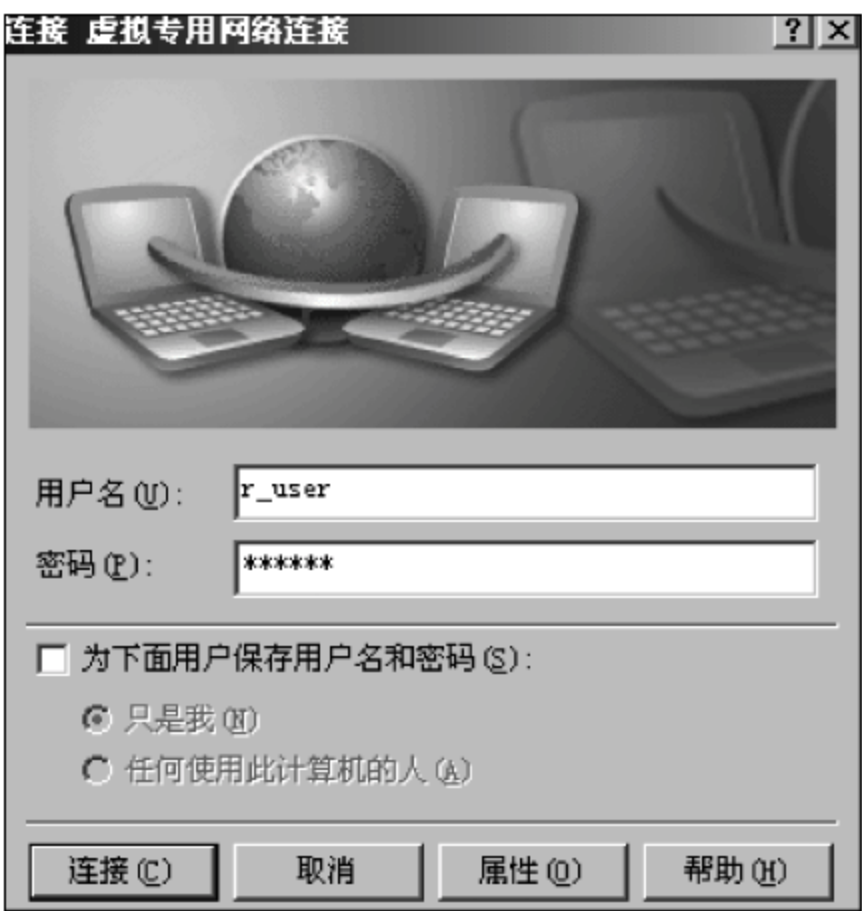 连接 虚拟专用网络连接
用户名(U):
r_user
密码(P):
******
为下面用户保存用户名和密码(S):
只是我(N)
任何使用此计算机的人(A)
连接(C) 取消 属性(O) 帮助(H)